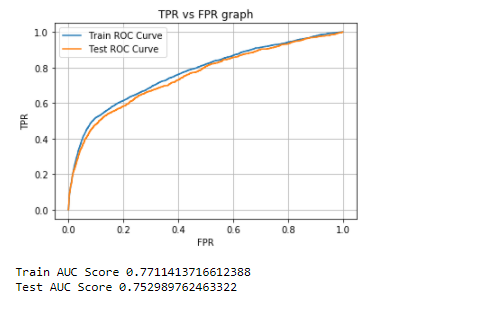 TPR vs FPR graph
Train ROC Curve
Test ROC Curve
1.0
0.8
0.6
0.4
0.2
0.0
TPR
0.0 0.2 0.4 0.6 0.8 1.0
FPR
Train AUC Score 0.7711413716612388
Test AUC Score 0.752989762463322